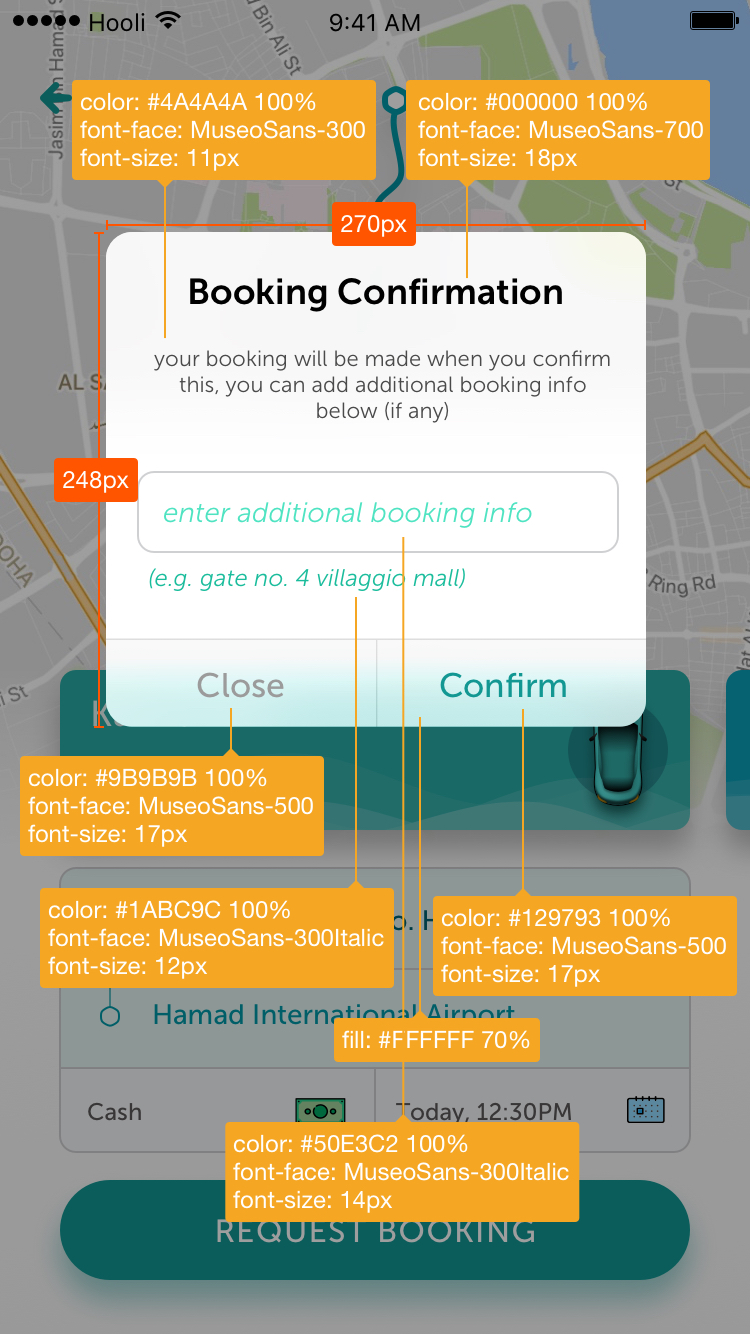 Hooli
9:41 AM
Bin Ali St
color: #4A4A4A 100%
font-face: MuseoSans-300
font-size: 11px
color: #000000 100%
font-face: MuseoSans-700
font-size: 18px
St
270px
Booking Confirmation
your booking will be made when you confirm
this, you can add additional booking info
below (if any)
AL
248px
enter additional booking info
(e.g. gate no. 4 villaggio mall)
Ring Rd
Close
Confirm
St
color: #9B9B9B 100%
font-face: MuseoSans-500
font-size: 17px
color: #1ABC9C 100%
font-face: MuseoSans-300Italic
font-size: 12px
color: #129793 100%
font-face: MuseoSans-500
font-size: 17px
Hamad International Airport
fill: #FFFFFF 70%
Cash
Today, 12:30PM
color: #50E3C2 100%
font-face: MuseoSans-300Italic
font-size: 14px
REQUEST BOOKING